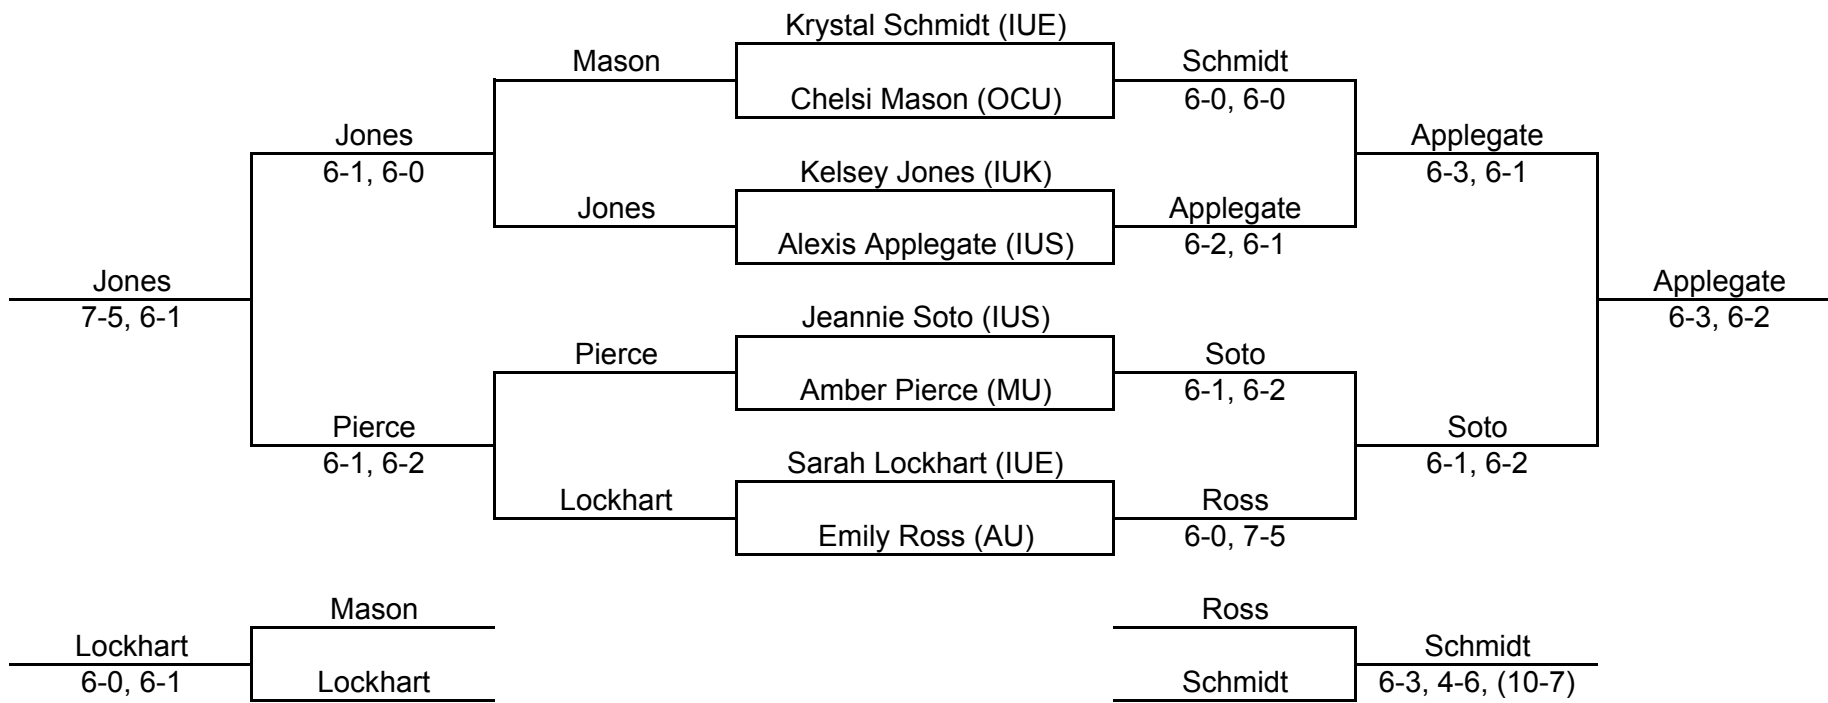 Krystal Schmidt (IUE)
Mason
Schmidt
Chelsi Mason (OCU)
6-0, 6-0
Jones
Applegate
6-1, 6-0
Kelsey Jones (IUK)
6-3, 6-1
Jones
Applegate
Alexis Applegate (IUS)
6-2, 6-1
Jones
Applegate
7-5, 6-1
Jeannie Soto (IUS)
6-3, 6-2
Pierce
Soto
Amber Pierce (MU)
6-1, 6-2
Pierce
Soto
6-1, 6-2
Sarah Lockhart (IUE)
6-1, 6-2
Lockhart
Ross
Emily Ross (AU)
6-0, 7-5
Mason
Ross
Lockhart
Schmidt
6-0, 6-1
Lockhart
Schmidt
6-3, 4-6, (10-7)